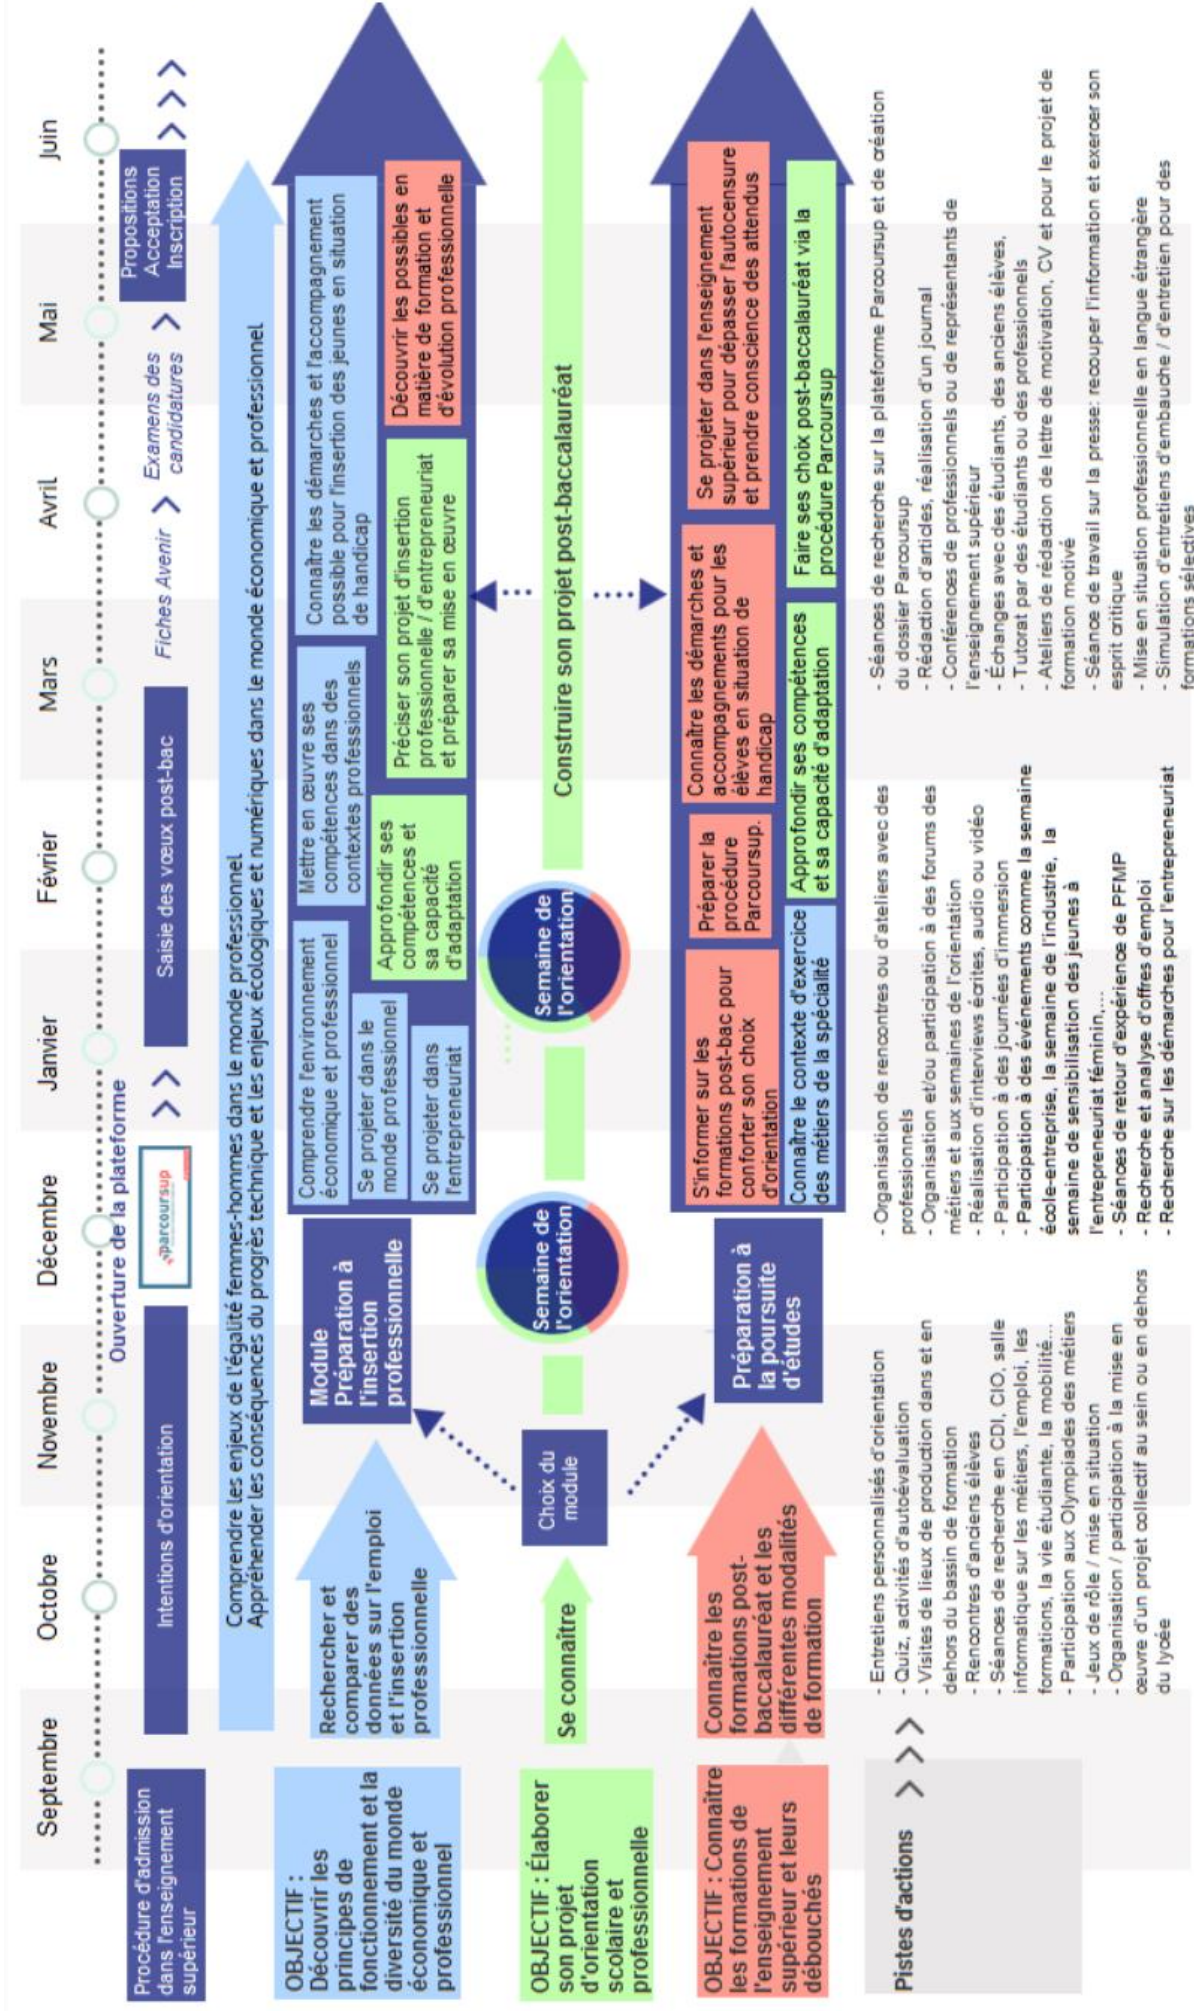 Septembre
Octobre
Novembre
Décembre
Janvier
Février
Mars
Avril
Mai
Juin
Ouverture de la plateforme
Procédure d'admission
dans l'enseignement
supérieur
Intentions d'orientation
parcoursup
Saisie des vœux post-bac
Fiches Avenir
Examens des
candidatures
Propositions
Acceptation
Inscription
Comprendre les enjeux de l'égalité femmes-hommes dans le monde professionnel
Appréhender les conséquences du progrès technique et les enjeux écologiques et numériques dans le monde économique et professionnel
OBJECTIF :
Découvrir les
principes de
fonctionnement et la
diversité du monde
économique et
professionnel
Rechercher et
comparer des
données sur l'emploi
et l'insertion
professionnelle
Module
Préparation à
l'insertion
professionnelle
Comprendre l'environnement
économique et professionnel
Se projeter dans le
monde professionnel
Se projeter dans
l'entrepreneuriat
Mettre en œuvre ses
compétences dans des
contextes professionnels
Approfondir ses
compétences et
sa capacité
d'adaptation
Connaître les démarches et l'accompagnement
possible pour l'insertion des jeunes en situation
de handicap
Préciser son projet d'insertion
professionnelle / d'entrepreneuriat
et préparer sa mise en œuvre
Découvrir les possibles en
matière de formation et
d'évolution professionnelle
OBJECTIF : Élaborer
son projet
d'orientation
scolaire et
professionnelle
Se connaître
Choix du
module
Semaine de
l'orientation
Semaine de
l'orientation
Construire son projet post-baccalauréat
OBJECTIF : Connaître
les formations de
l'enseignement
supérieur et leurs
débouchés
Connaître les
formations post-
baccalauréat et les
différentes modalités
de formation
Préparation à
la poursuite
d'études
S'informer sur les
formations post-bac pour
conforter son choix
d'orientation
Connaître le contexte d'exercice
des métiers de la spécialité
Préparer la
procédure
Parcoursup.
Approfondir ses compétences
et sa capacité d'adaptation
Connaître les démarches et
accompagnements pour les
élèves en situation de
handicap
Se projeter dans l'enseignement
supérieur pour dépasser l'autocensure
et prendre conscience des attendus
Faire ses choix post-baccalauréat via la
procédure Parcoursup
Pistes d'actions
- Entretiens personnalisés d'orientation
- Quiz, activités d'autoévaluation
- Visites de lieux de production dans et en
dehors du bassin de formation
- Rencontres d'anciens élèves
- Séances de recherche en CDI, CIO, salle
informatique sur les métiers, l'emploi, les
formations, la vie étudiante, la mobilité...
- Participation aux Olympiades des métiers
- Jeux de rôle / mise en situation
- Organisation / participation à la mise en
œuvre d'un projet collectif au sein ou en dehors
du lycée
- Organisation de rencontres ou d'ateliers avec des
professionnels
- Organisation et/ou participation à des forums des
métiers et aux semaines de l'orientation
- Réalisation d'interviews écrites, audio ou vidéo
- Participation à des journées d'immersion
- Participation à des événements comme la semaine
école-entreprise, la semaine de l'industrie, la
semaine de sensibilisation des jeunes à
l'entrepreneuriat féminin,...
- Séances de retour d'expérience de PFMP
- Recherche et analyse d'offres d'emploi
- Recherche sur les démarches pour l'entrepreneuriat
- Séances de recherche sur la plateforme Parcoursup et de création
du dossier Parcoursup
- Rédaction d'articles, réalisation d'un journal
- Conférences de professionnels ou de représentants de
l'enseignement supérieur
- Échanges avec des étudiants, des anciens élèves,
- Tutorat par des étudiants ou des professionnels
- Ateliers de rédaction de lettre de motivation, CV et pour le projet de
formation motivé
- Séance de travail sur la presse: recouper l'information et exercer son
esprit critique
- Mise en situation professionnelle en langue étrangère
- Simulation d'entretiens d'embauche / d'entretien pour des
formations sélectives